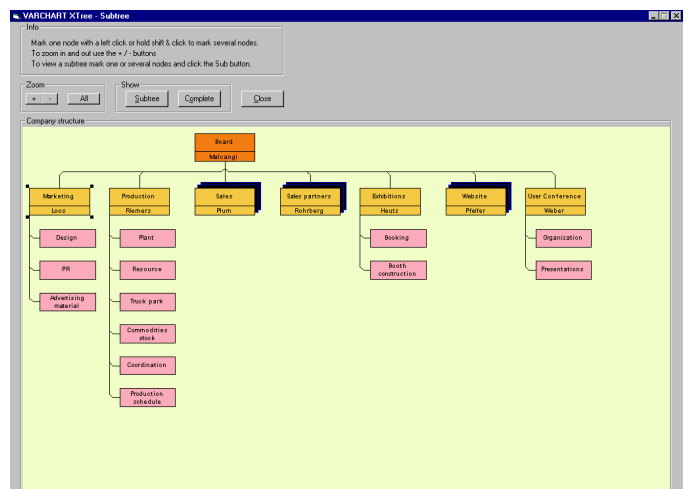 VARCHART XTree - Subtree
Info
Mark one node with a left click or hold shift & click to mark several nodes.
To zoom in and out use the + / - buttons
To view a subtree mark one or several nodes and click the Sub button.
Zoom
Show
+ - All
Subtree Complete Close
Company structure
Board
Malcangi
Marketing Production Sales Sales partners Exhibitions Website User Conference
Loos Riemers Plum Rohrberg Heutz Pfeifer Weber
Design Plant Booking Organization
PR Resource Booth construction Presentations
Advertising material Truck park
Commodities stock
Coordination
Production schedule